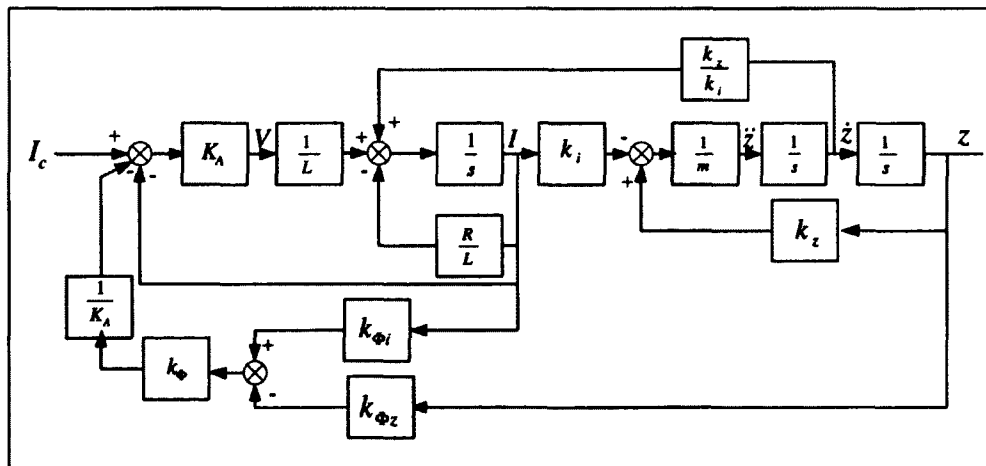 k_z
k_i
+ + - + -
I_c + - - K_A V 1/L + + - 1/s I k_i - + 1/m z̈ 1/s ż 1/s z
R/L
k_z
1/K_A
k_Φi
+
k_Φ
-
k_Φz